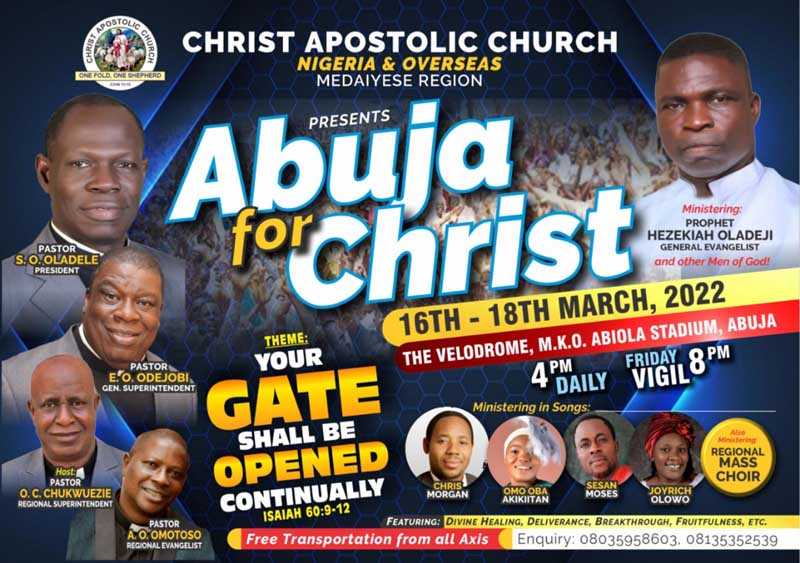 CHRIST APOSTOLIC CHURCH
ONE FOLD, ONE SHEPHERD
CHRIST APOSTOLIC CHURCH
NIGERIA & OVERSEAS
MEDAIYESE REGION
PRESENTS
Abuja
for
Christ
PASTOR
S. O. OLADELE
PRESIDENT
PASTOR
E. O. ODEJOBI
GEN. SUPERINTENDENT
Host:
PASTOR
O. C. CHUKWUEZIE
REGIONAL SUPERINTENDENT
PASTOR
A. O. OMOTOSO
REGIONAL EVANGELIST
Ministering:
PROPHET
HEZEKIAH OLADEJI
GENERAL EVANGELIST
and other Men of God!
16TH - 18TH MARCH, 2022
THE VELODROME, M.K.O. ABIOLA STADIUM, ABUJA
4PM DAILY
FRIDAY VIGIL 8PM
THEME:
YOUR
GATE
SHALL BE
OPENED
CONTINUALLY
ISAIAH 60:9-12
Ministering in Songs:
CHRIS
MORGAN
OMO OBA
AKIKIITAN
SESAN
MOSES
JOYRICH
OLOWO
Also
Ministering:
REGIONAL
MASS
CHOIR
FEATURING: DIVINE HEALING, DELIVERANCE, BREAKTHROUGH, FRUITFULNESS, ETC.
Free Transportation from all Axis
Enquiry: 08035958603, 08135352539